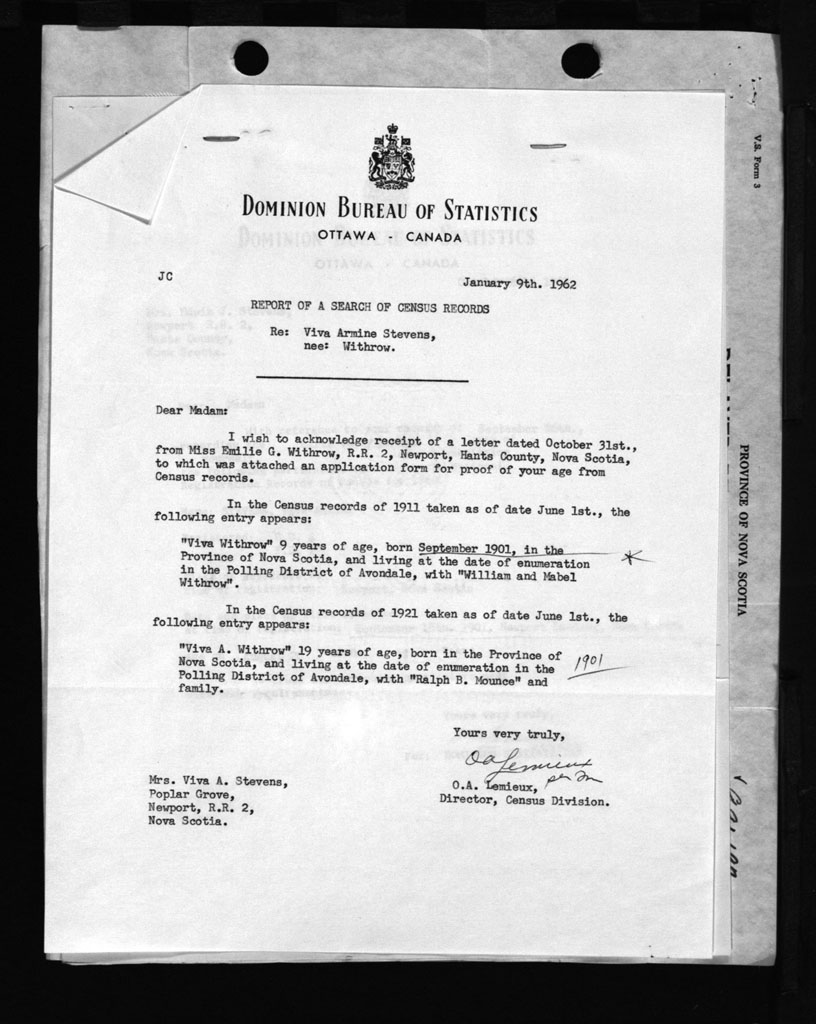 DOMINION BUREAU OF STATISTICS
OTTAWA - CANADA
JC
January 9th. 1962
REPORT OF A SEARCH OF CENSUS RECORDS
Re: Viva Armine Stevens,
nee: Withrow.
Dear Madam:
I wish to acknowledge receipt of a letter dated October 31st.,
from Miss Emilie G. Withrow, R.R. 2, Newport, Hants County, Nova Scotia,
to which was attached an application form for proof of your age from
Census records.
In the Census records of 1911 taken as of date June 1st., the
following entry appears:
"Viva Withrow" 9 years of age, born September 1901, in the
Province of Nova Scotia, and living at the date of enumeration
in the Polling District of Avondale, with "William and Mabel
Withrow".
In the Census records of 1921 taken as of date June 1st., the
following entry appears:
"Viva A. Withrow" 19 years of age, born in the Province of
Nova Scotia, and living at the date of enumeration in the
Polling District of Avondale, with "Ralph B. Mounce" and
family.
1901
Yours very truly,
OA Lemieux
per
O.A. Lemieux,
Director, Census Division.
Mrs. Viva A. Stevens,
Poplar Grove,
Newport, R.R. 2,
Nova Scotia.
V.S. Form 3
PROVINCE OF NOVA SCOTIA